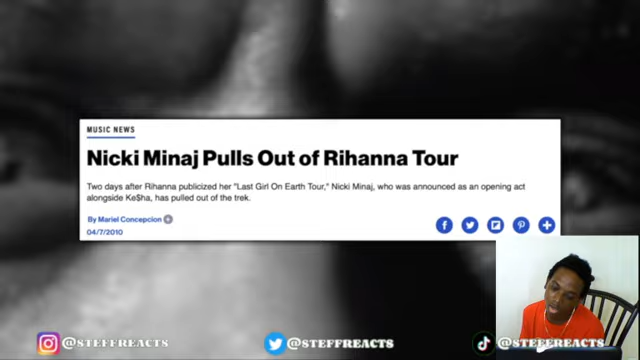 MUSIC NEWS
Nicki Minaj Pulls Out of Rihanna Tour
Two days after Rihanna publicized her "Last Girl On Earth Tour," Nicki Minaj, who was announced as an opening act
alongside Ke$ha, has pulled out of the trek.
By Mariel Concepcion +
04/7/2010
@STEFFREACTS @STEFFREACTS @STEFFREACTS